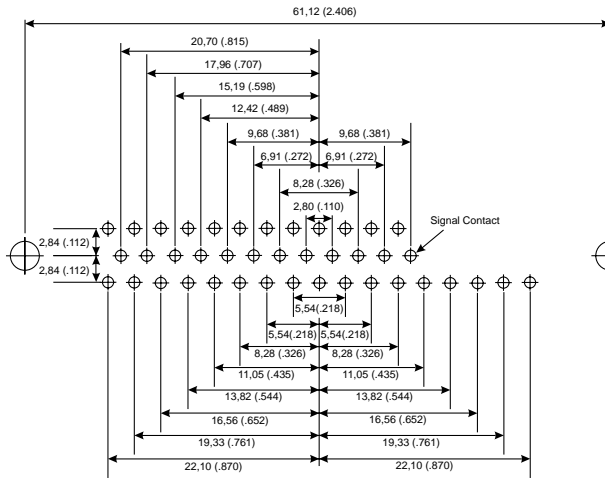 61,12 (2.406)
20,70 (.815)
17,96 (.707)
15,19 (.598)
12,42 (.489)
9,68 (.381) 9,68 (.381)
6,91 (.272) 6,91 (.272)
8,28 (.326)
2,80 (.110)
Signal Contact
2,84 (.112)
2,84 (.112)
5,54(.218)
5,54(.218) 5,54(.218)
8,28 (.326) 8,28 (.326)
11,05 (.435) 11,05 (.435)
13,82 (.544) 13,82 (.544)
16,56 (.652) 16,56 (.652)
19,33 (.761) 19,33 (.761)
22,10 (.870) 22,10 (.870)